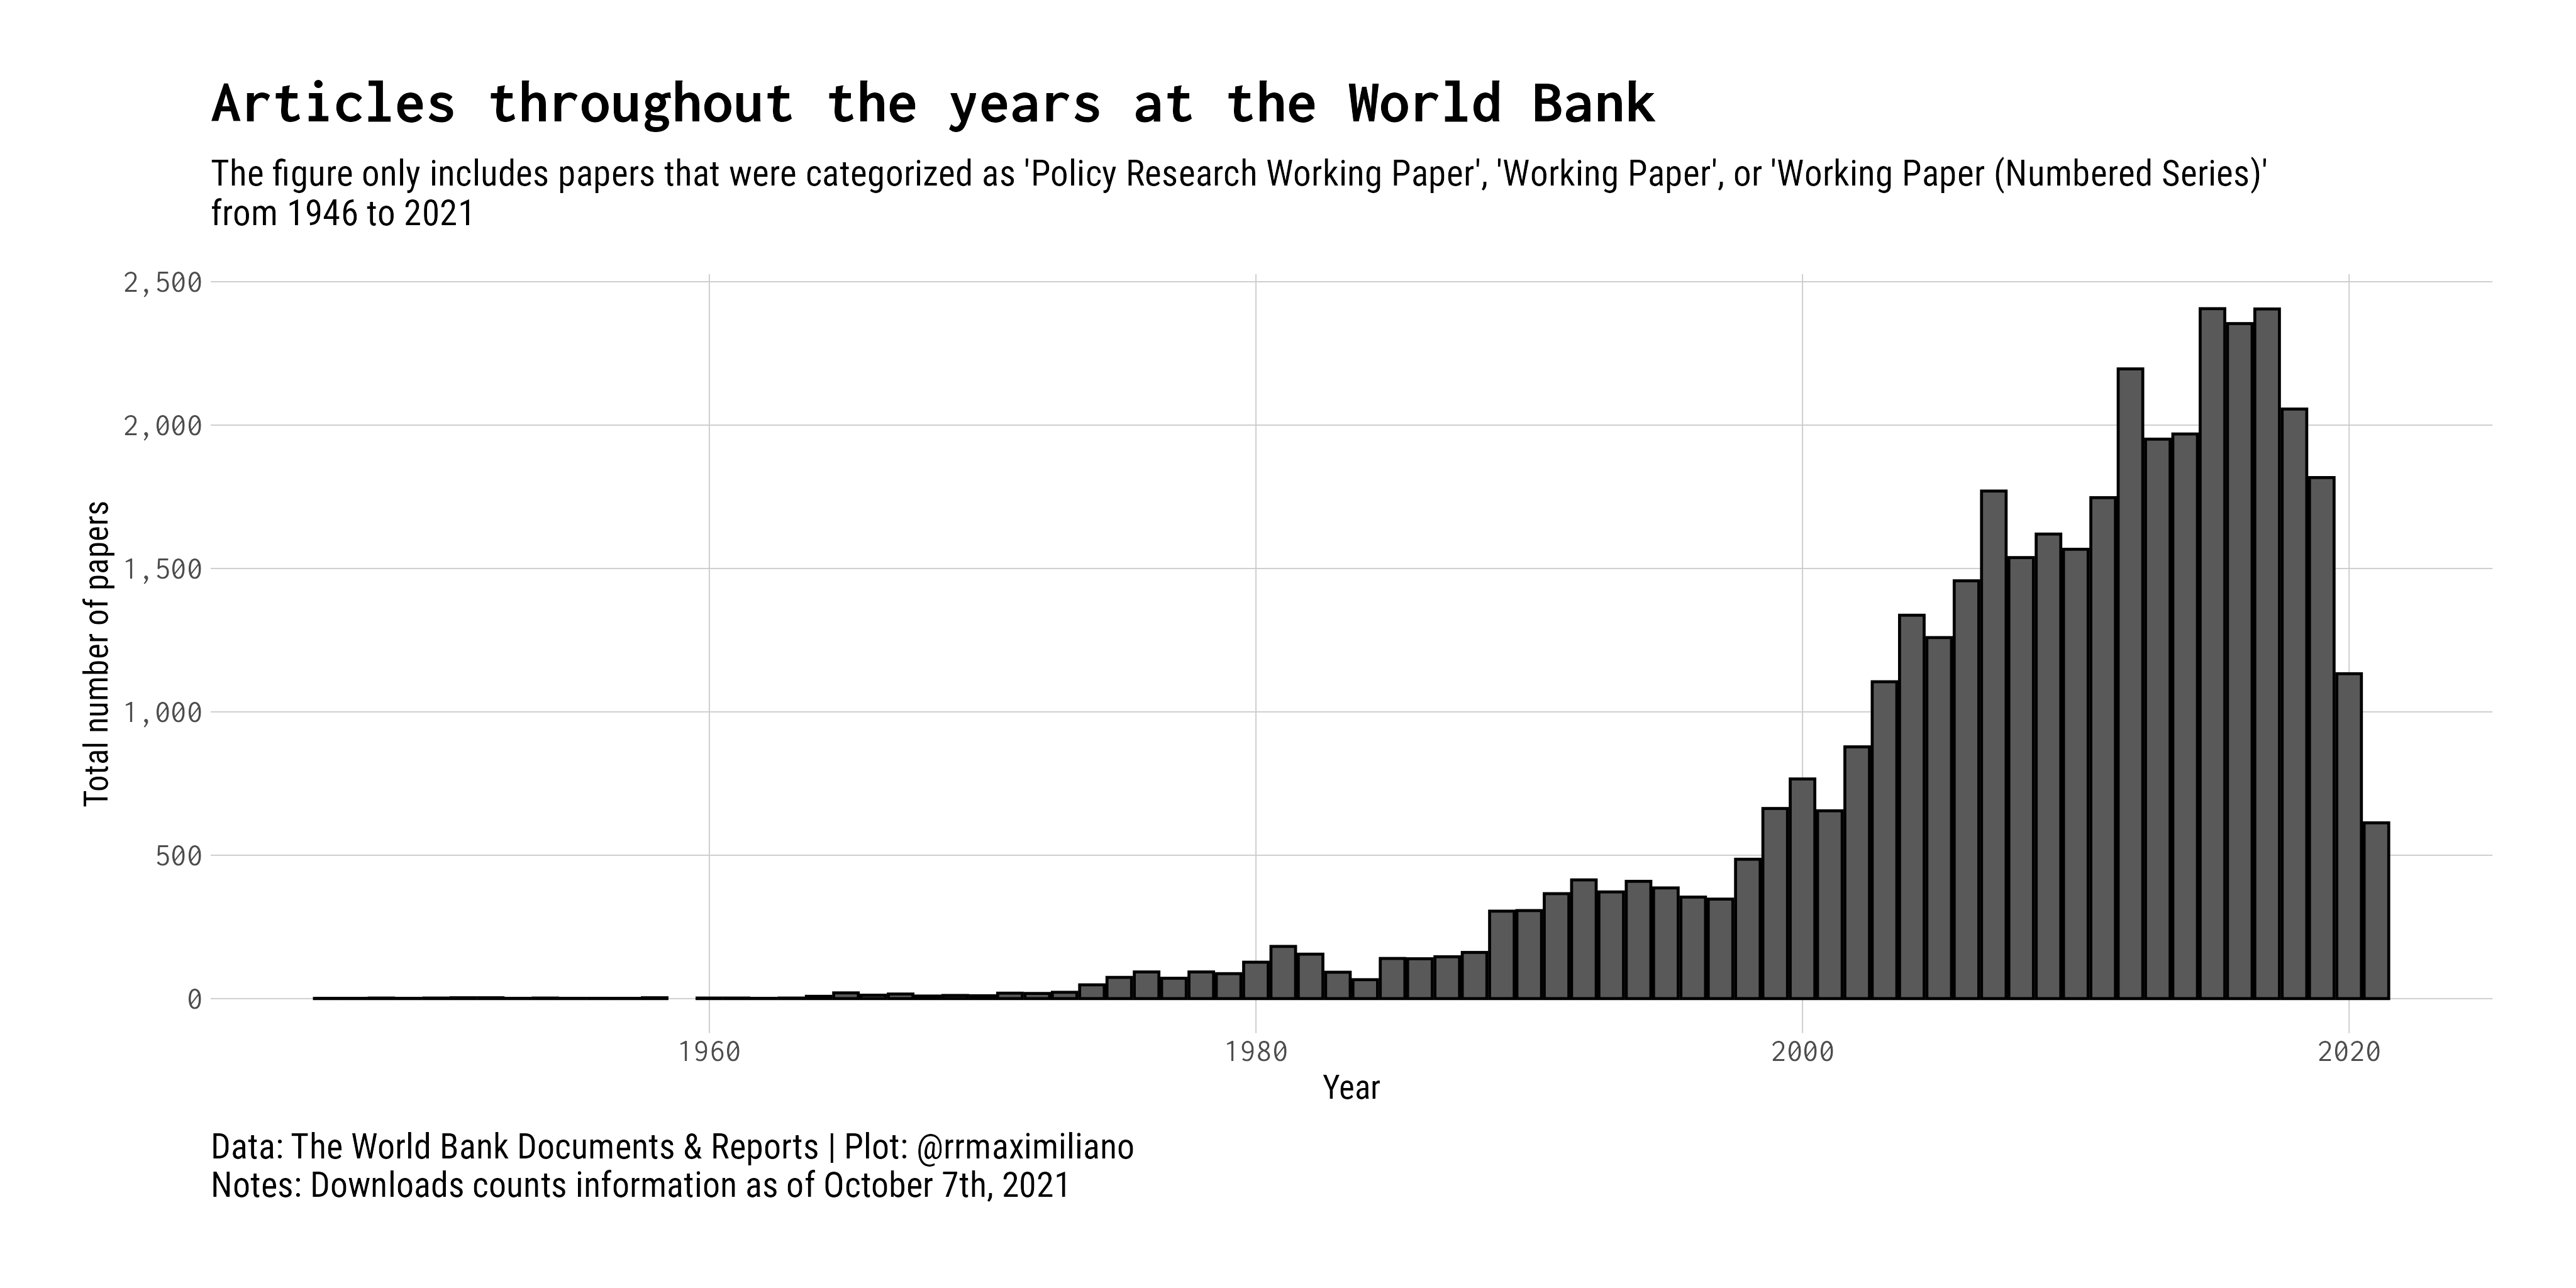 Articles throughout the years at the World Bank
The figure only includes papers that were categorized as 'Policy Research Working Paper', 'Working Paper', or 'Working Paper (Numbered Series)'
from 1946 to 2021
2,500
2,000
1,500
1,000
500
0
Total number of papers
1960
1980
2000
2020
Year
Data: The World Bank Documents & Reports | Plot: @rrmaximiliano
Notes: Downloads counts information as of October 7th, 2021